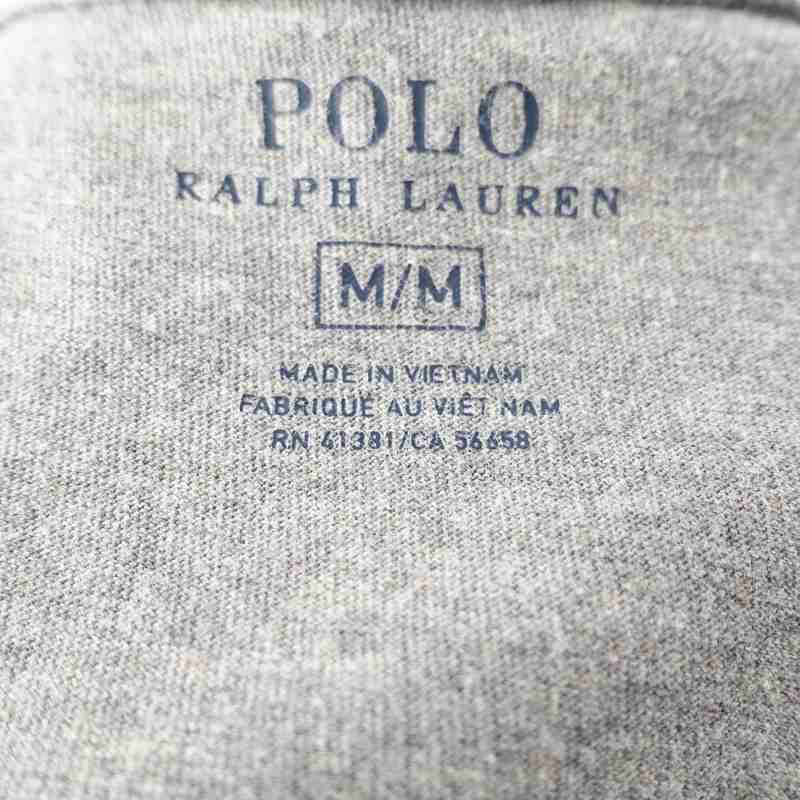 POLO
RALPH LAUREN
M/M
MADE IN VIETNAM
FABRIQUÉ AU VIÊT NAM
RN 41381/CA 56658